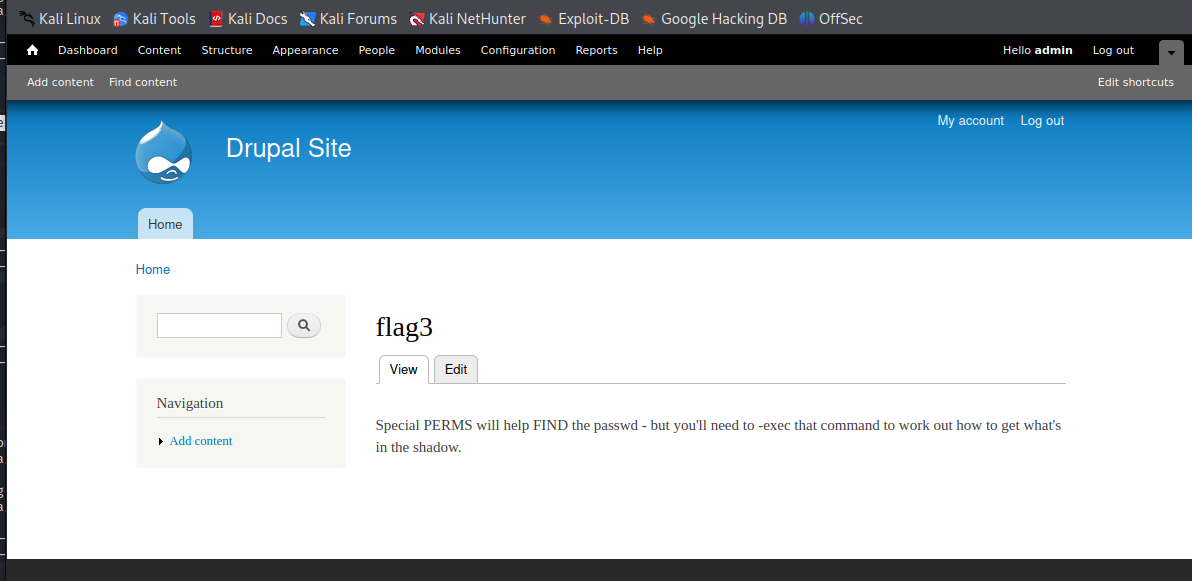 Kali Linux Kali Tools Kali Docs Kali Forums Kali NetHunter Exploit-DB Google Hacking DB OffSec
Dashboard Content Structure Appearance People Modules Configuration Reports Help Hello admin Log out
Add content Find content Edit shortcuts
My account Log out
Drupal Site
Home
Home
flag3
View Edit
Navigation
Add content
Special PERMS will help FIND the passwd - but you'll need to -exec that command to work out how to get what's
in the shadow.